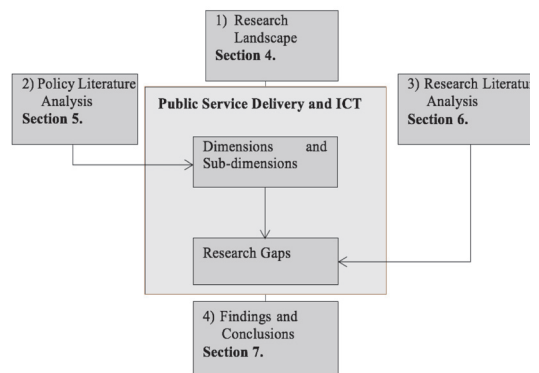 1) Research
Landscape
Section 4.
2) Policy Literature
Analysis
Section 5.
Public Service Delivery and ICT
3) Research Literatu
Analysis
Section 6.
Dimensions and
Sub-dimensions
Research Gaps
4) Findings and
Conclusions
Section 7.